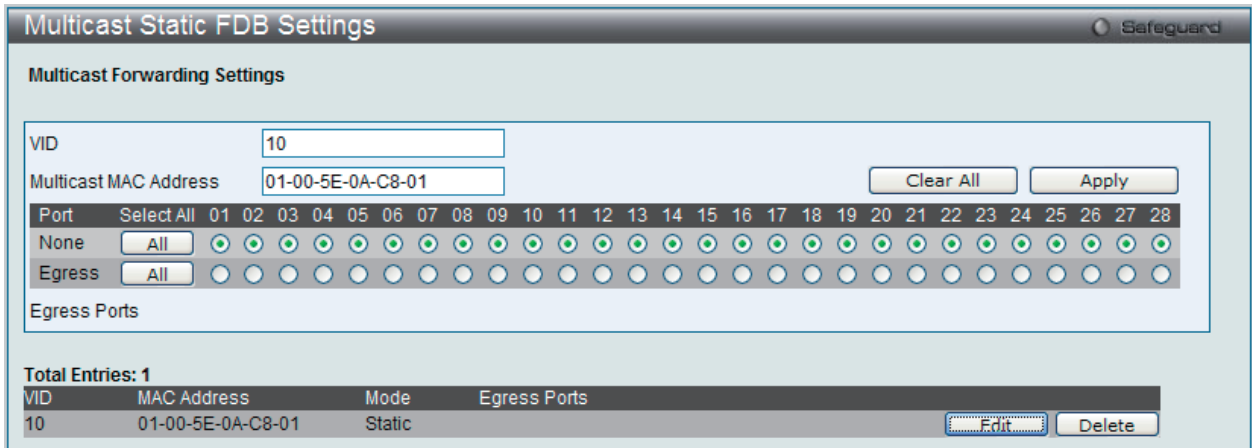 Multicast Static FDB Settings Safeguard
Multicast Forwarding Settings
VID 10
Multicast MAC Address 01-00-5E-0A-C8-01 Clear All Apply
Port Select All 01 02 03 04 05 06 07 08 09 10 11 12 13 14 15 16 17 18 19 20 21 22 23 24 25 26 27 28
None All
Egress All
Egress Ports
Total Entries: 1
VID MAC Address Mode Egress Ports
10 01-00-5E-0A-C8-01 Static Edit Delete